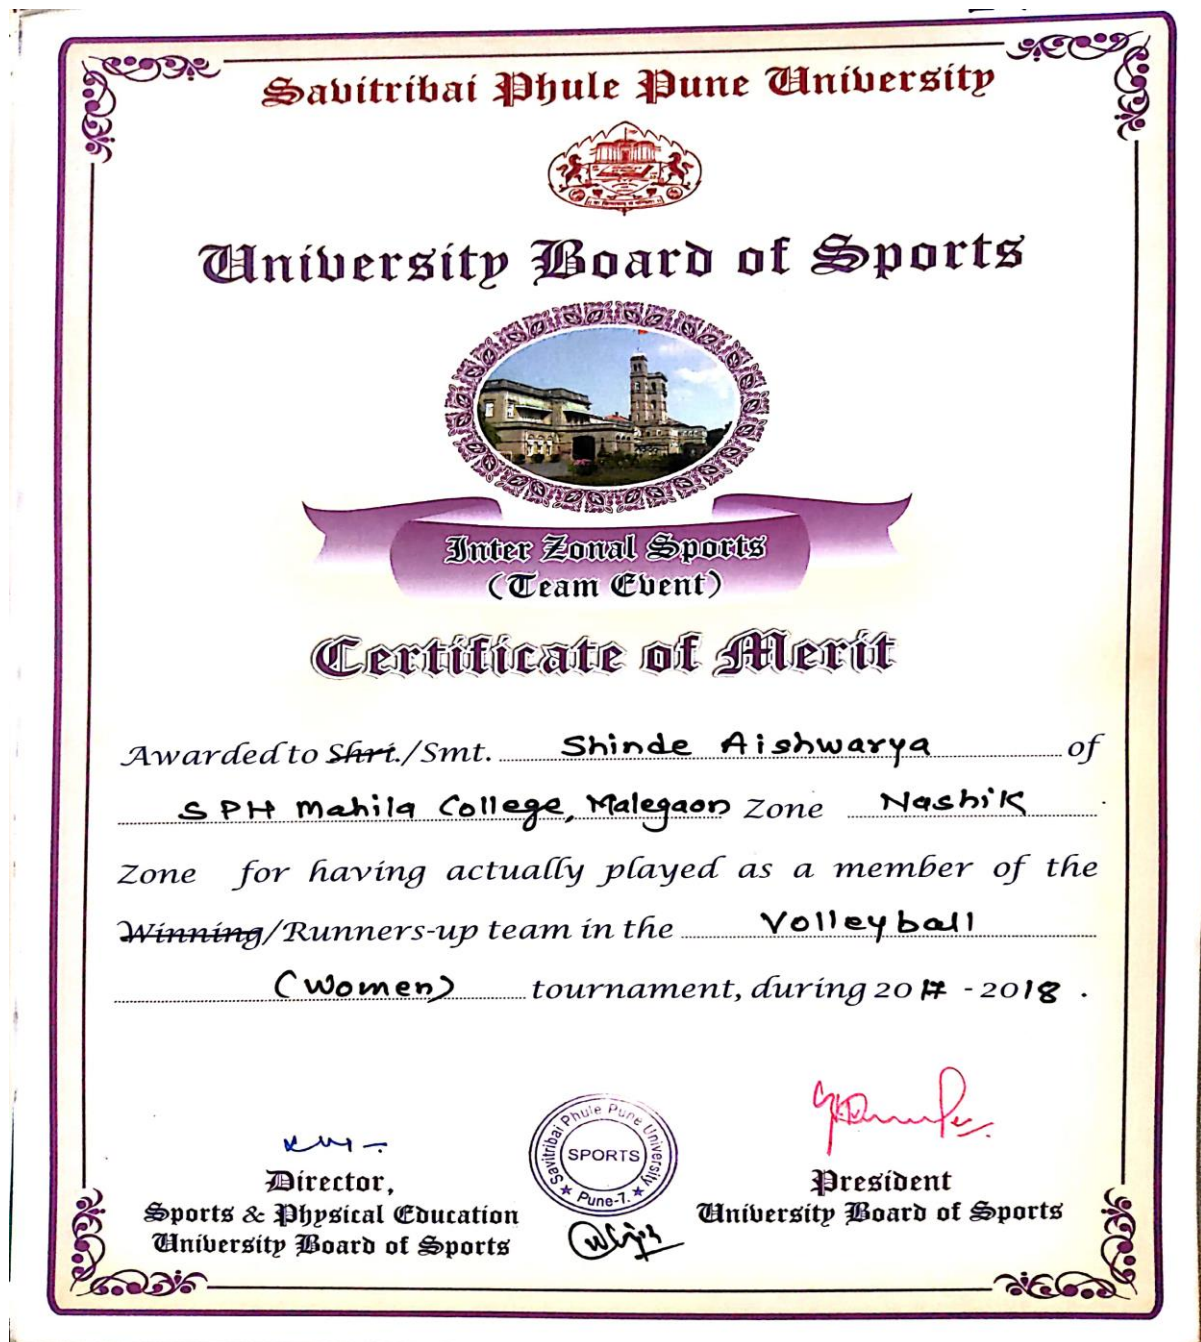 Savitribai Phule Pune University
University Board of Sports
Inter Zonal Sports
(Team Event)
Certificate of Merit
Awarded to Shri./Smt. Shinde Aishwarya of
SPH Mahila College, Malegaon Zone Nashik
Zone for having actually played as a member of the
Winning/Runners-up team in the Volleyball
(Women) tournament, during 2017 - 2018 .
Savitribai Phule Pune University
SPORTS
Pune-7.
Director,
Sports & Physical Education
University Board of Sports
President
University Board of Sports